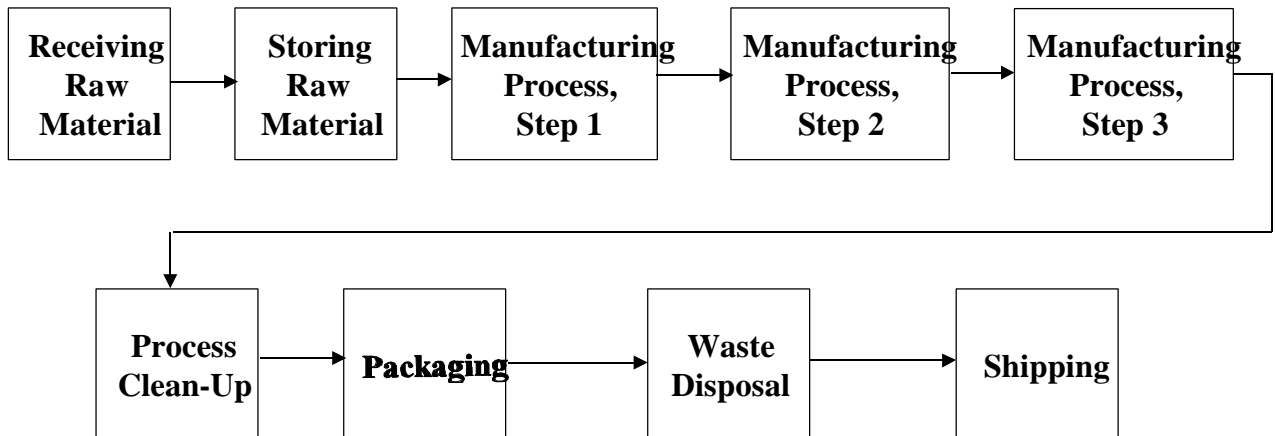 Receiving
Raw
Material
Storing
Raw
Material
Manufacturing
Process,
Step 1
Manufacturing
Process,
Step 2
Manufacturing
Process,
Step 3
Process
Clean-Up
Packaging
Waste
Disposal
Shipping